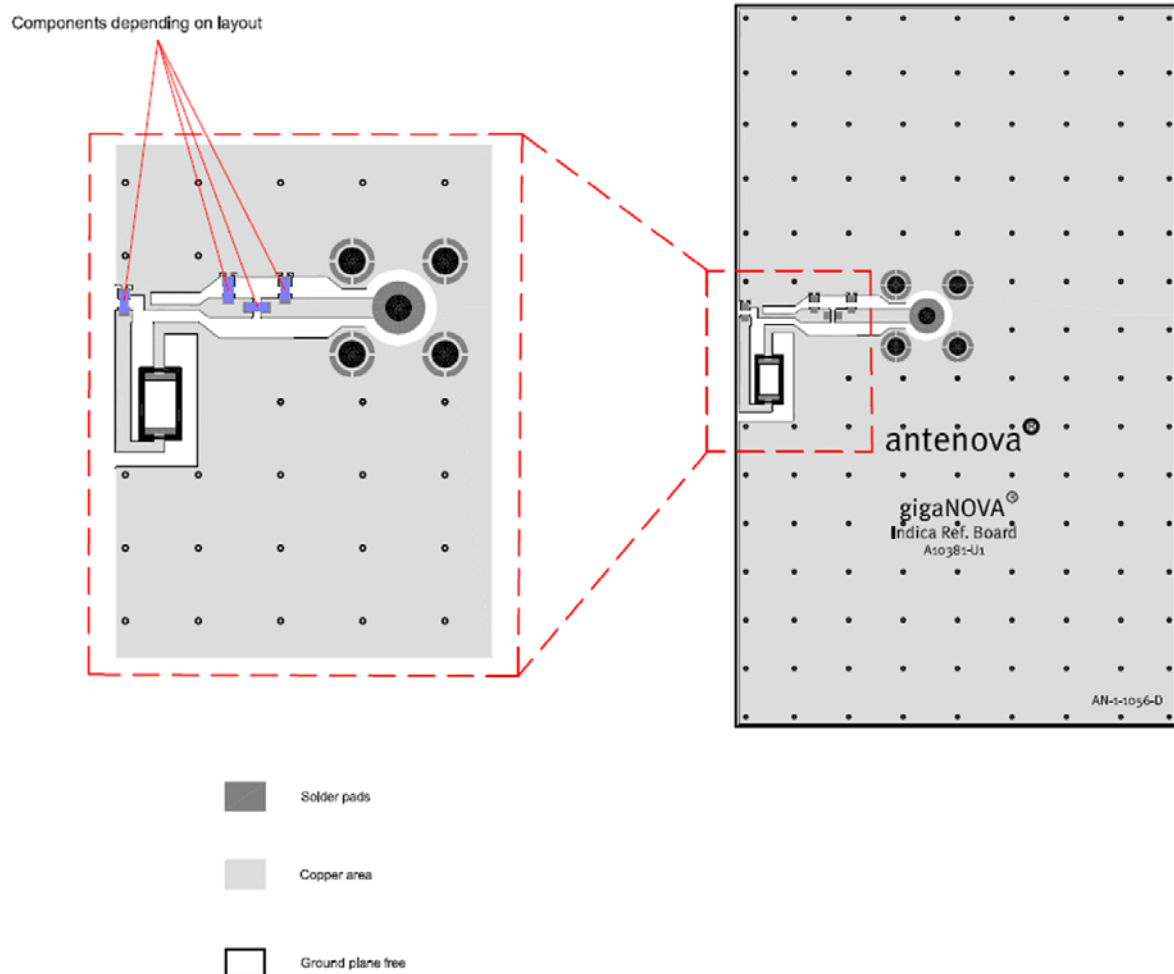 Components depending on layout
antenova®
gigaNOVA®
Indica Ref. Board
A10381-U1
AN-1-1056-D
Solder pads
Copper area
Ground plane free